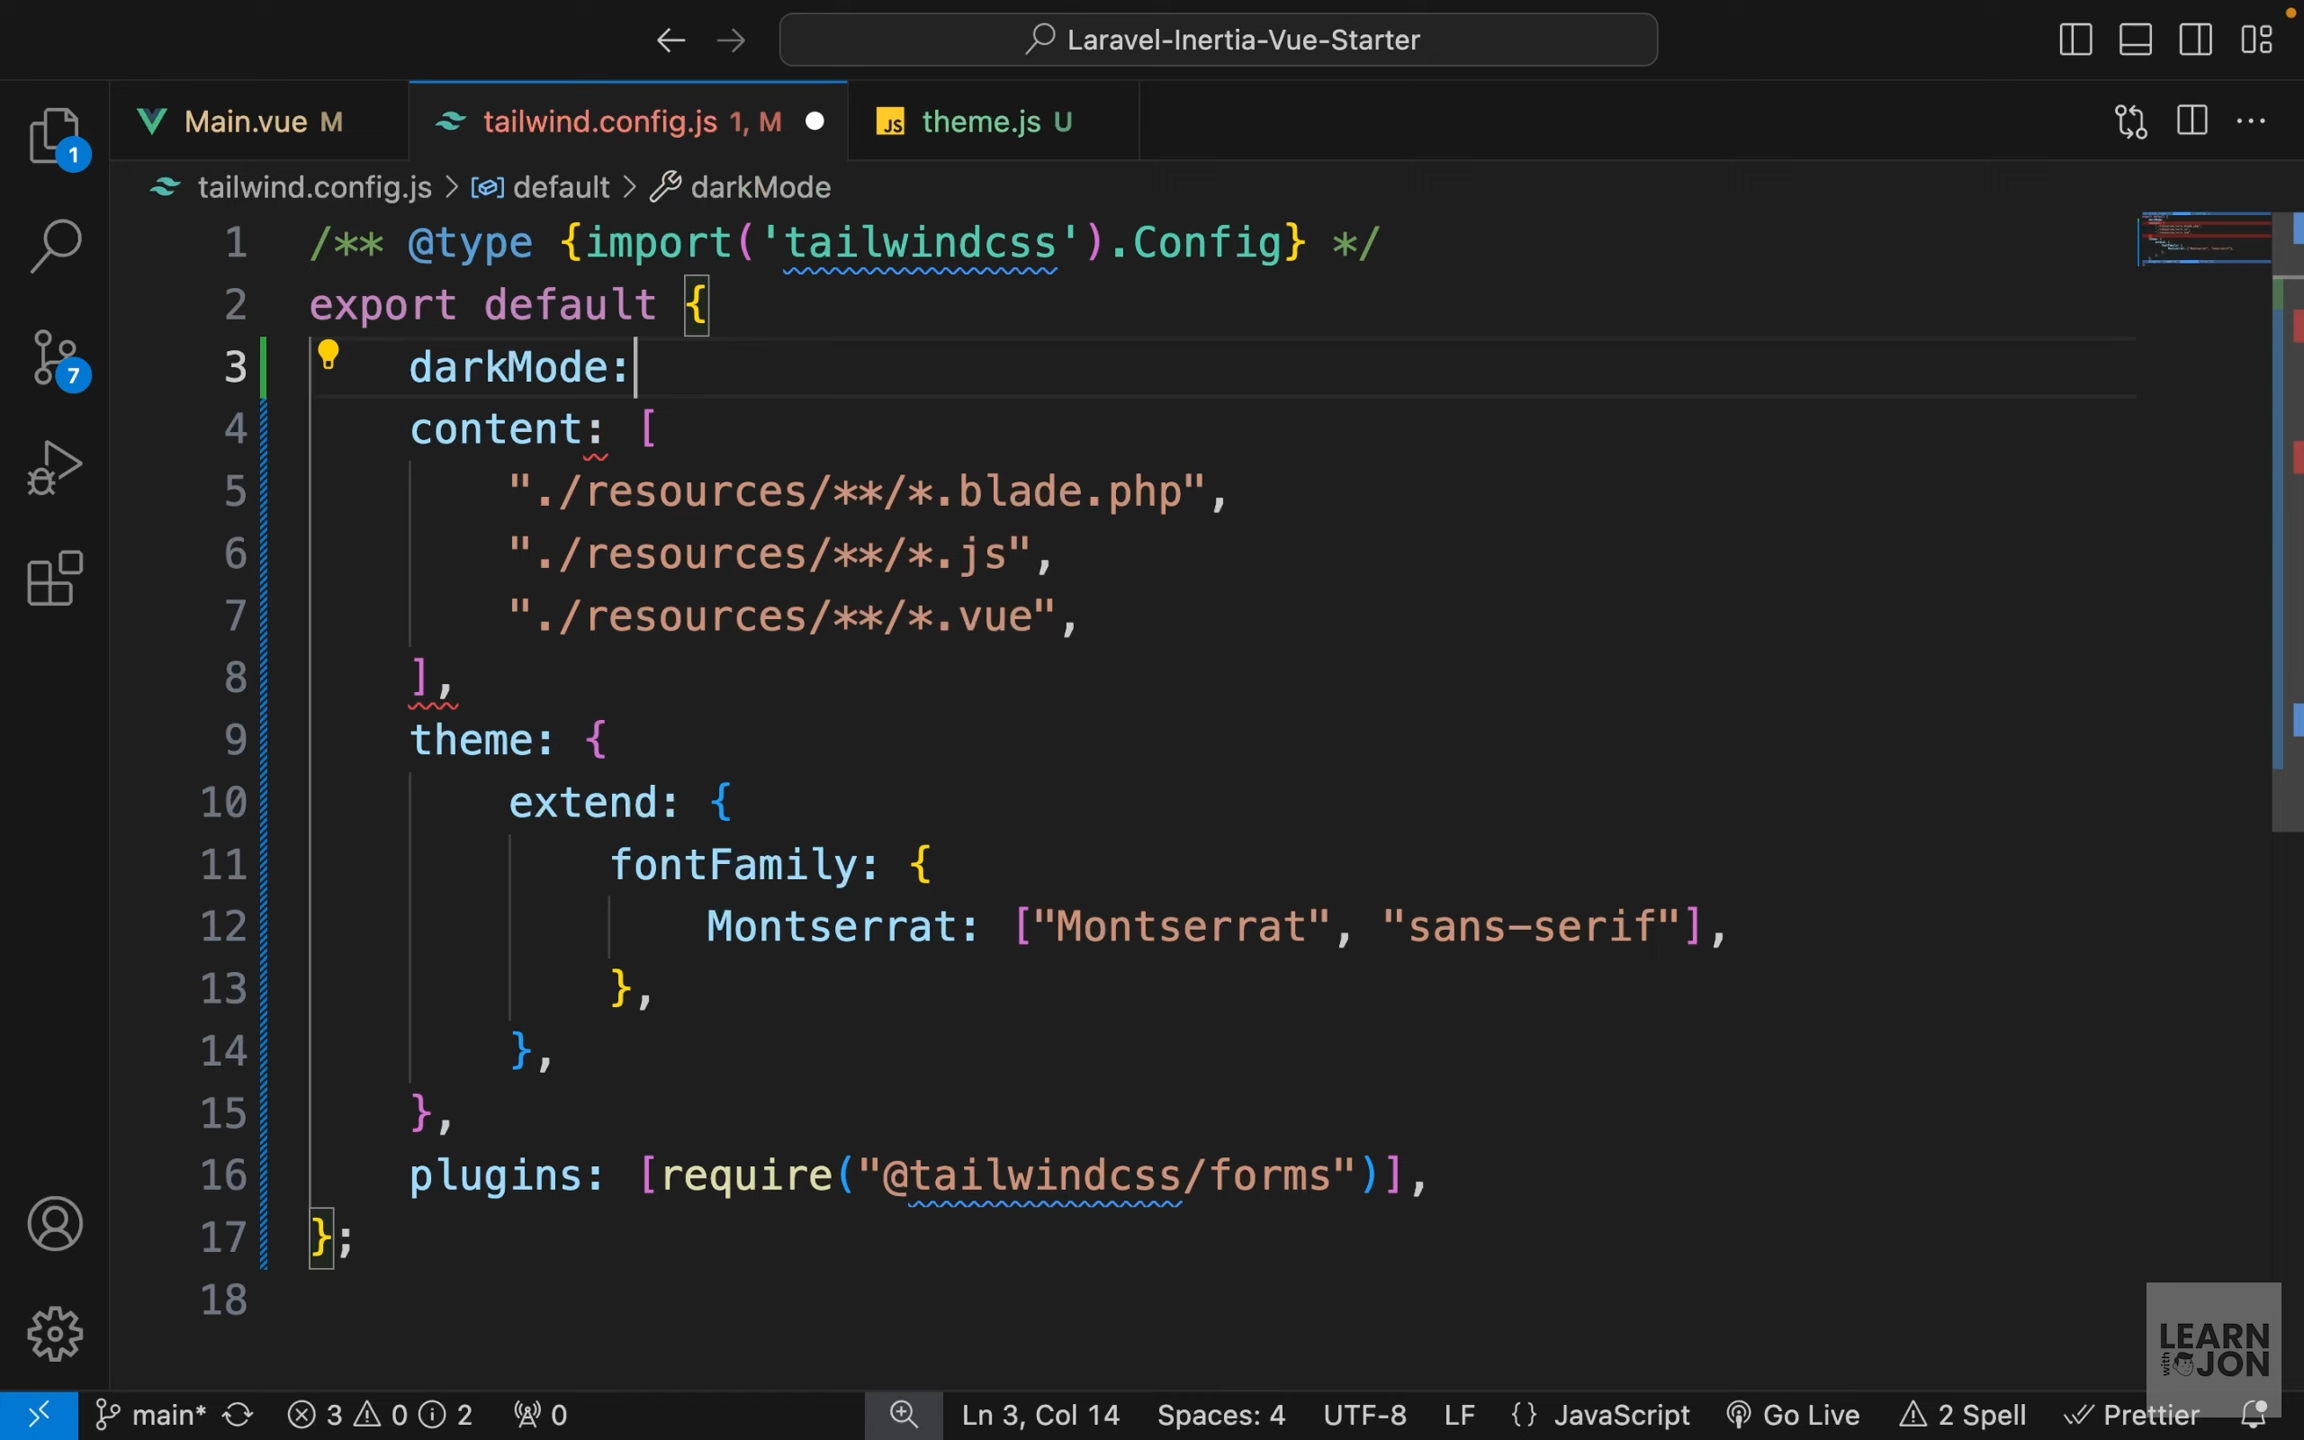 Laravel-Inertia-Vue-Starter
Main.vue M
tailwind.config.js 1, M
theme.js U
1
tailwind.config.js > default > darkMode
1 /** @type {import('tailwindcss').Config} */
2 export default {
3 darkMode:
4 content: [
5 "./resources/**/*.blade.php",
6 "./resources/**/*.js",
7 "./resources/**/*.vue",
8 ],
9 theme: {
10 extend: {
11 fontFamily: {
12 Montserrat: ["Montserrat", "sans-serif"],
13 },
14 },
15 },
16 plugins: [require("@tailwindcss/forms")],
17 };
18
7
LEARN
with JON
main* 3 0 2 0 Ln 3, Col 14 Spaces: 4 UTF-8 LF {} JavaScript Go Live 2 Spell Prettier